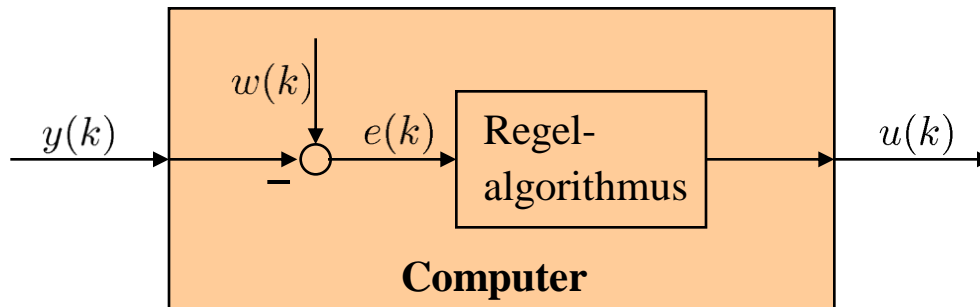 w(k)
y(k)
e(k)
Regel-
algorithmus
u(k)
–
Computer